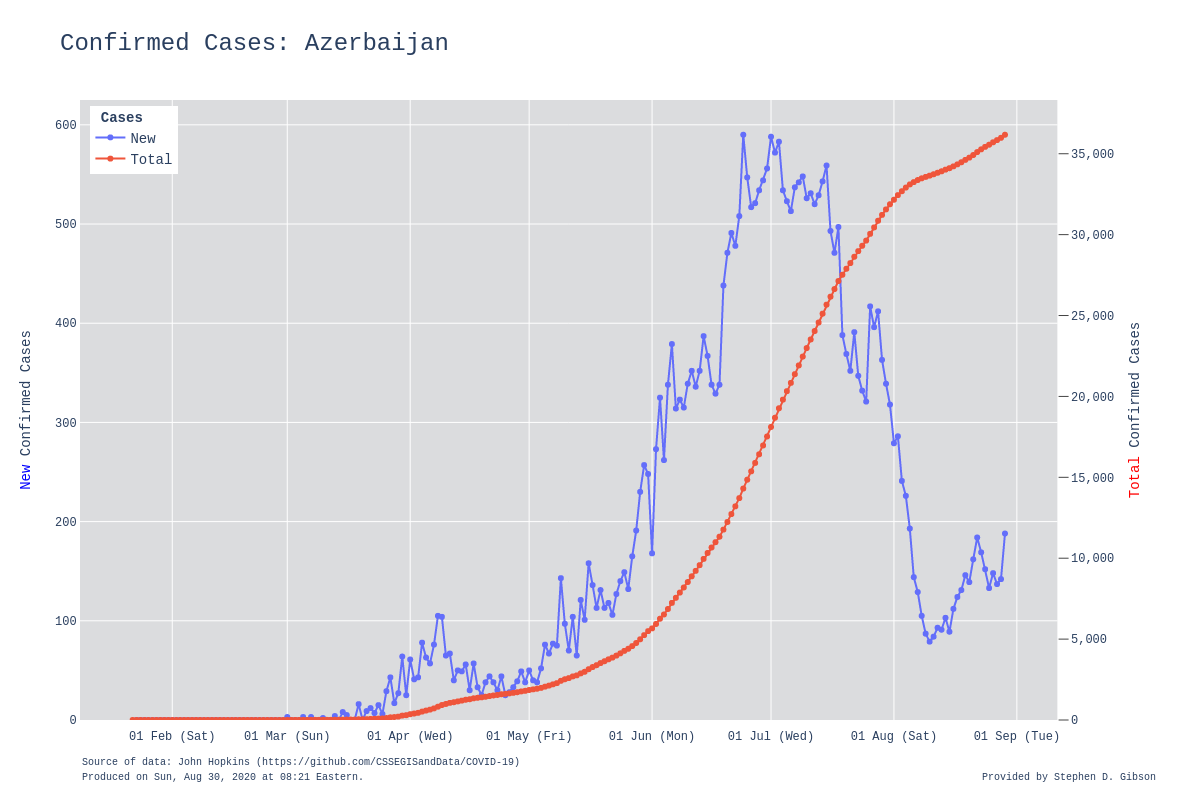 Confirmed Cases: Azerbaijan
Cases
New
Total
600
500
400
300
200
100
0
New Confirmed Cases
35,000
30,000
25,000
20,000
15,000
10,000
5,000
0
Total Confirmed Cases
01 Feb (Sat) 01 Mar (Sun) 01 Apr (Wed) 01 May (Fri) 01 Jun (Mon) 01 Jul (Wed) 01 Aug (Sat) 01 Sep (Tue)
Source of data: John Hopkins (https://github.com/CSSEGISandData/COVID-19)
Produced on Sun, Aug 30, 2020 at 08:21 Eastern.
Provided by Stephen D. Gibson